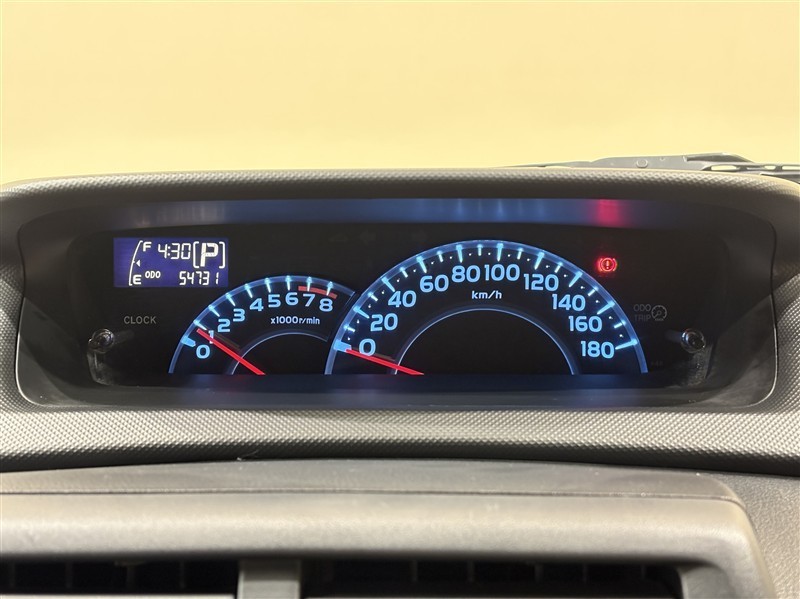 F 4:30 [P]
E ODO 54731
CLOCK
0 1 2 3 4 5 6 7 8
x1000r/min
0 20 40 60 80 100 120 140 160 180
km/h
ODO
TRIP